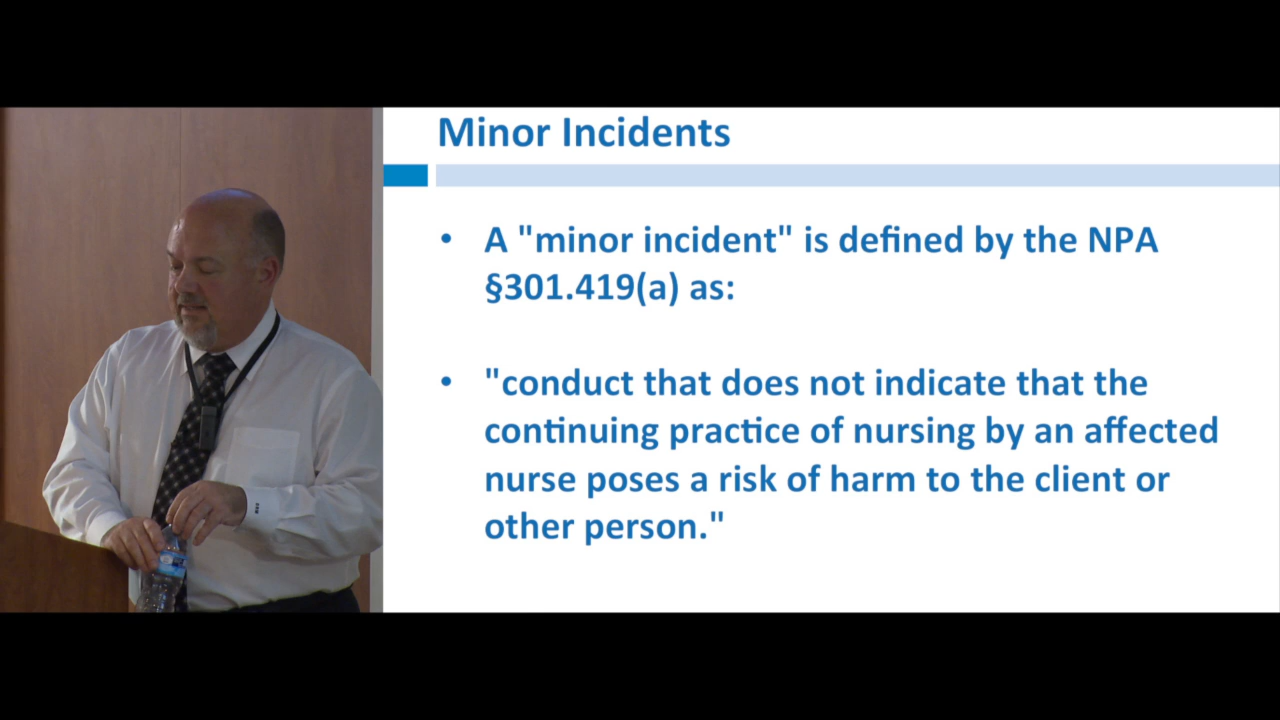 Minor Incidents
• A "minor incident" is defined by the NPA
§301.419(a) as:
• "conduct that does not indicate that the
continuing practice of nursing by an affected
nurse poses a risk of harm to the client or
other person."